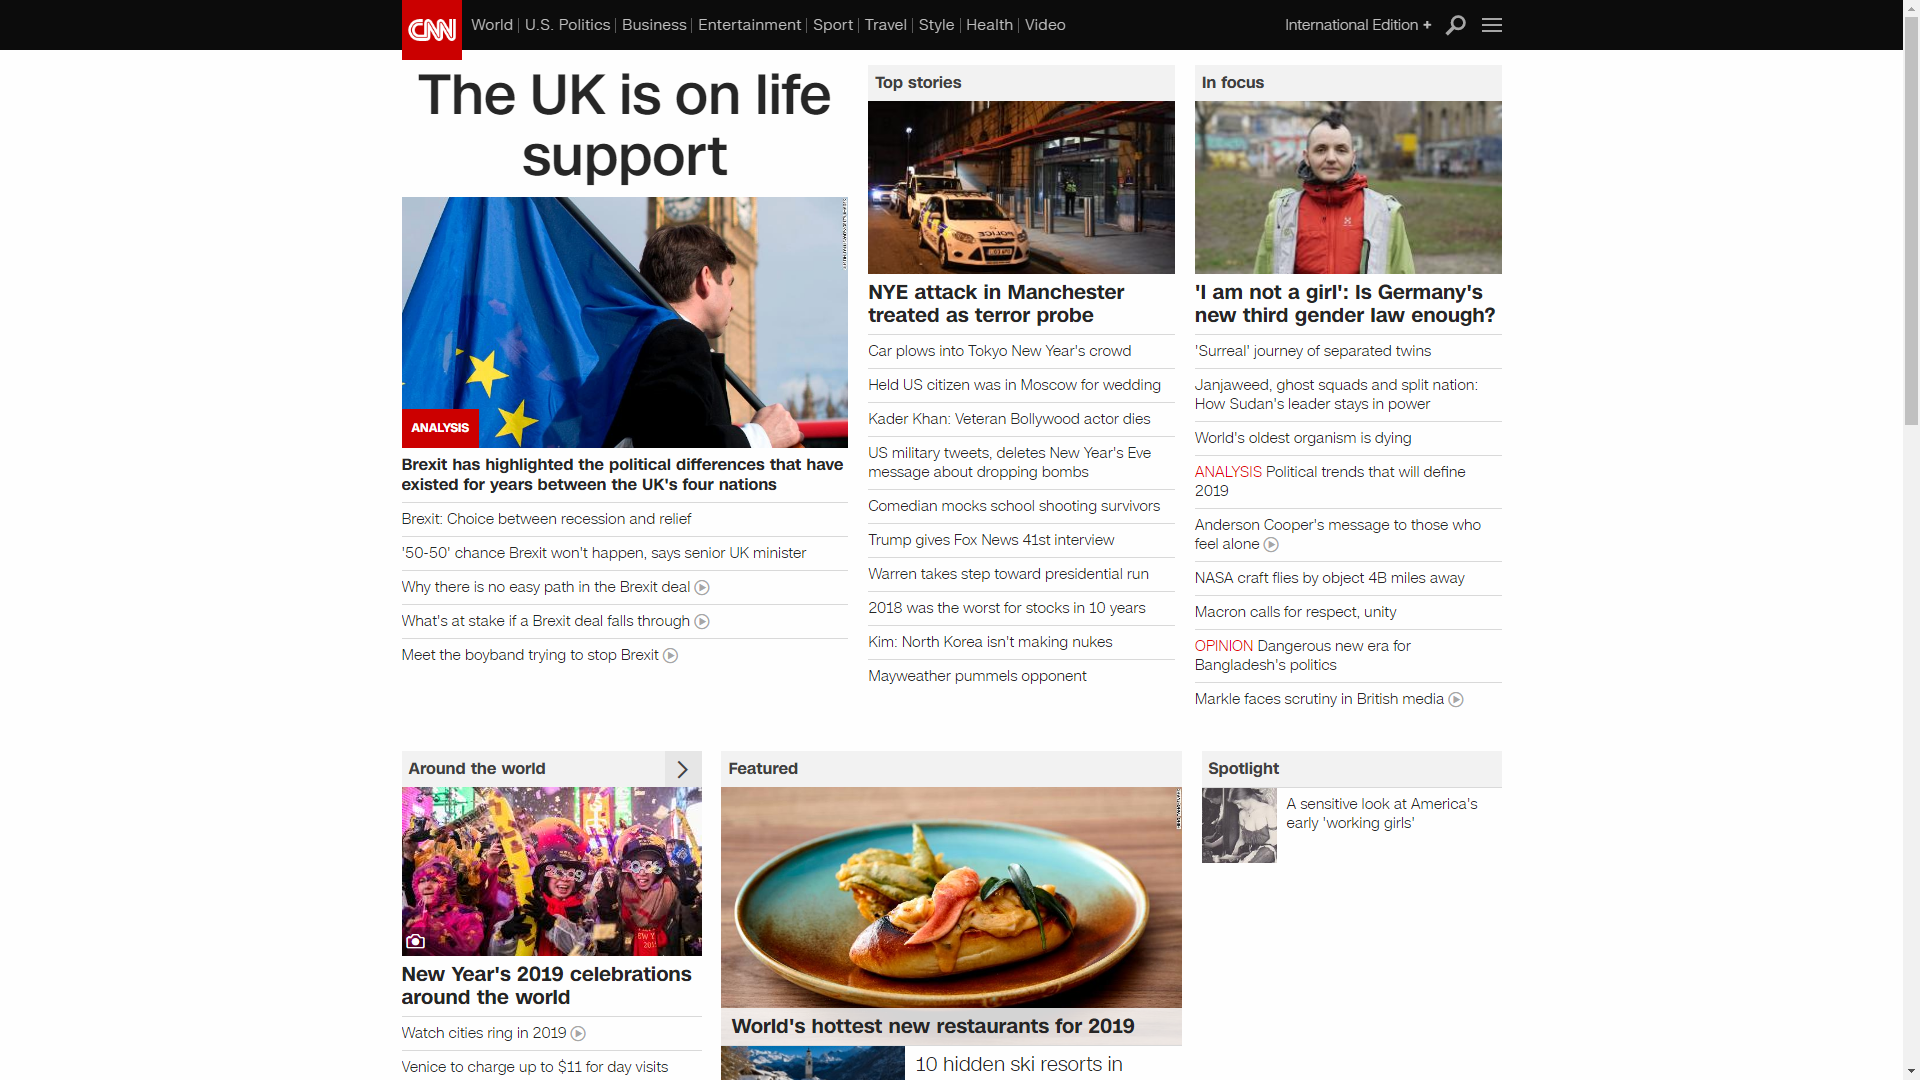 CNN
World
U.S. Politics
Business
Entertainment
Sport
Travel
Style
Health
Video
International Edition +
The UK is on life
support
ANALYSIS
Brexit has highlighted the political differences that have
existed for years between the UK's four nations
Brexit: Choice between recession and relief
'50-50' chance Brexit won't happen, says senior UK minister
Why there is no easy path in the Brexit deal
What's at stake if a Brexit deal falls through
Meet the boyband trying to stop Brexit
Top stories
POLICE
NYE attack in Manchester
treated as terror probe
Car plows into Tokyo New Year's crowd
Held US citizen was in Moscow for wedding
Kader Khan: Veteran Bollywood actor dies
US military tweets, deletes New Year's Eve
message about dropping bombs
Comedian mocks school shooting survivors
Trump gives Fox News 41st interview
Warren takes step toward presidential run
2018 was the worst for stocks in 10 years
Kim: North Korea isn't making nukes
Mayweather pummels opponent
In focus
'I am not a girl': Is Germany's
new third gender law enough?
'Surreal' journey of separated twins
Janjaweed, ghost squads and split nation:
How Sudan's leader stays in power
World's oldest organism is dying
ANALYSIS Political trends that will define
2019
Anderson Cooper's message to those who
feel alone
NASA craft flies by object 4B miles away
Macron calls for respect, unity
OPINION Dangerous new era for
Bangladesh's politics
Markle faces scrutiny in British media
Around the world
New Year's 2019 celebrations
around the world
Watch cities ring in 2019
Venice to charge up to $11 for day visits
Featured
World's hottest new restaurants for 2019
10 hidden ski resorts in
Spotlight
A sensitive look at America's
early 'working girls'